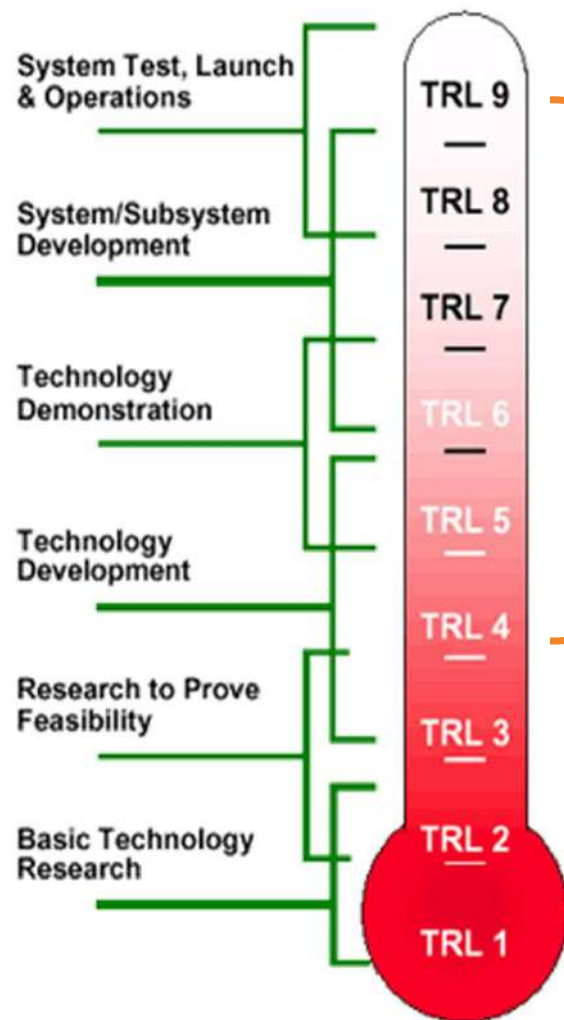 System Test, Launch
& Operations
System/Subsystem
Development
Technology
Demonstration
Technology
Development
Research to Prove
Feasibility
Basic Technology
Research
TRL 9
TRL 8
TRL 7
TRL 6
TRL 5
TRL 4
TRL 3
TRL 2
TRL 1